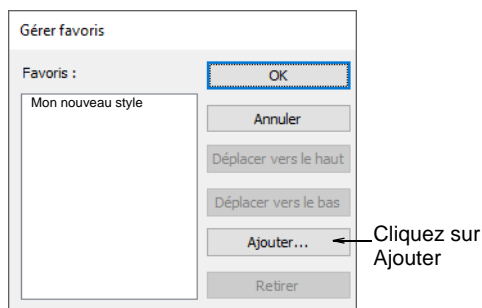 Gérer favoris
Favoris :
Mon nouveau style
OK
Annuler
Déplacer vers le haut
Déplacer vers le bas
Ajouter...
Retirer
Cliquez sur
Ajouter